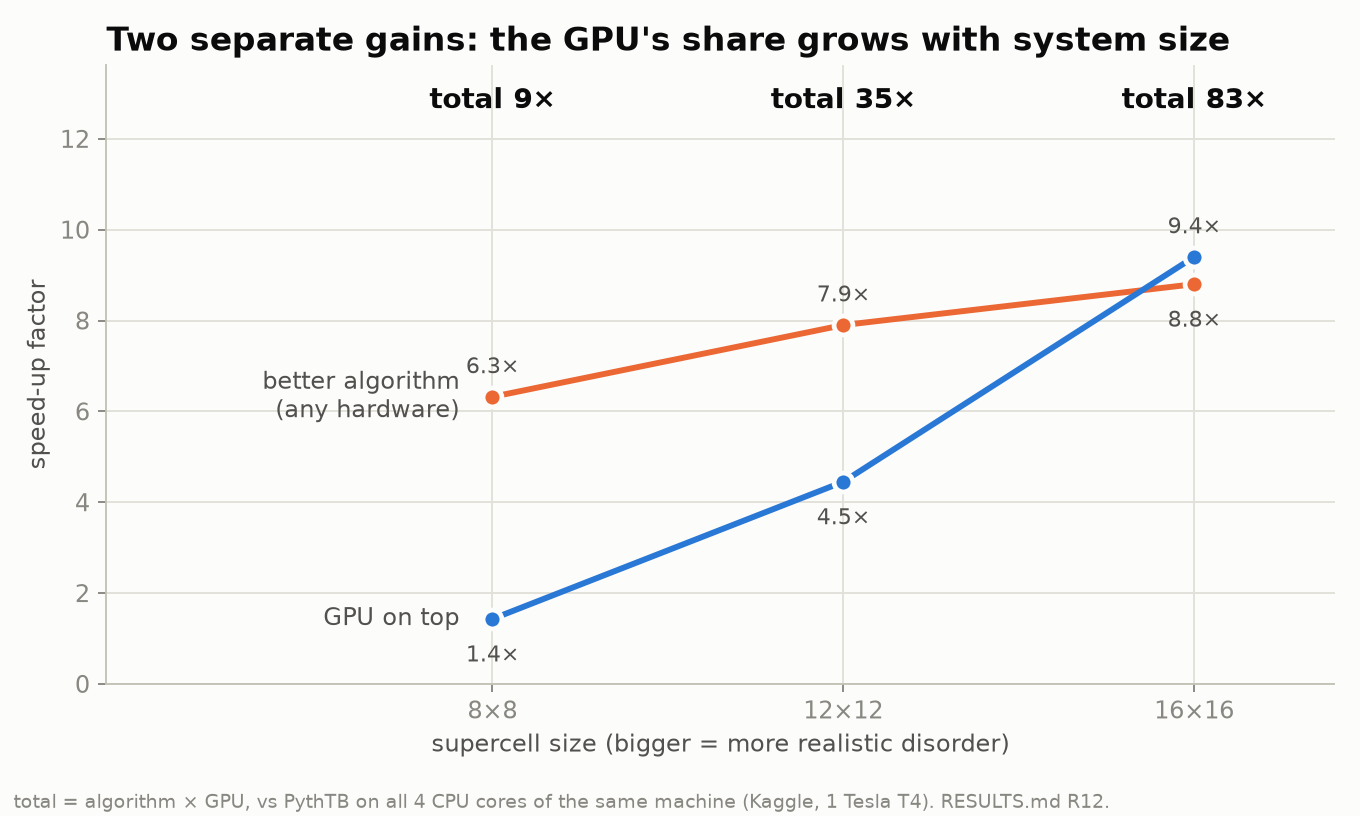 Two separate gains: the GPU's share grows with system size
total 9×
total 35×
total 83×
12
10
8
6
4
2
0
speed-up factor
9.4×
7.9×
8.8×
6.3×
better algorithm
(any hardware)
4.5×
GPU on top
1.4×
8×8
12×12
16×16
supercell size (bigger = more realistic disorder)
total = algorithm × GPU, vs PythTB on all 4 CPU cores of the same machine (Kaggle, 1 Tesla T4). RESULTS.md R12.